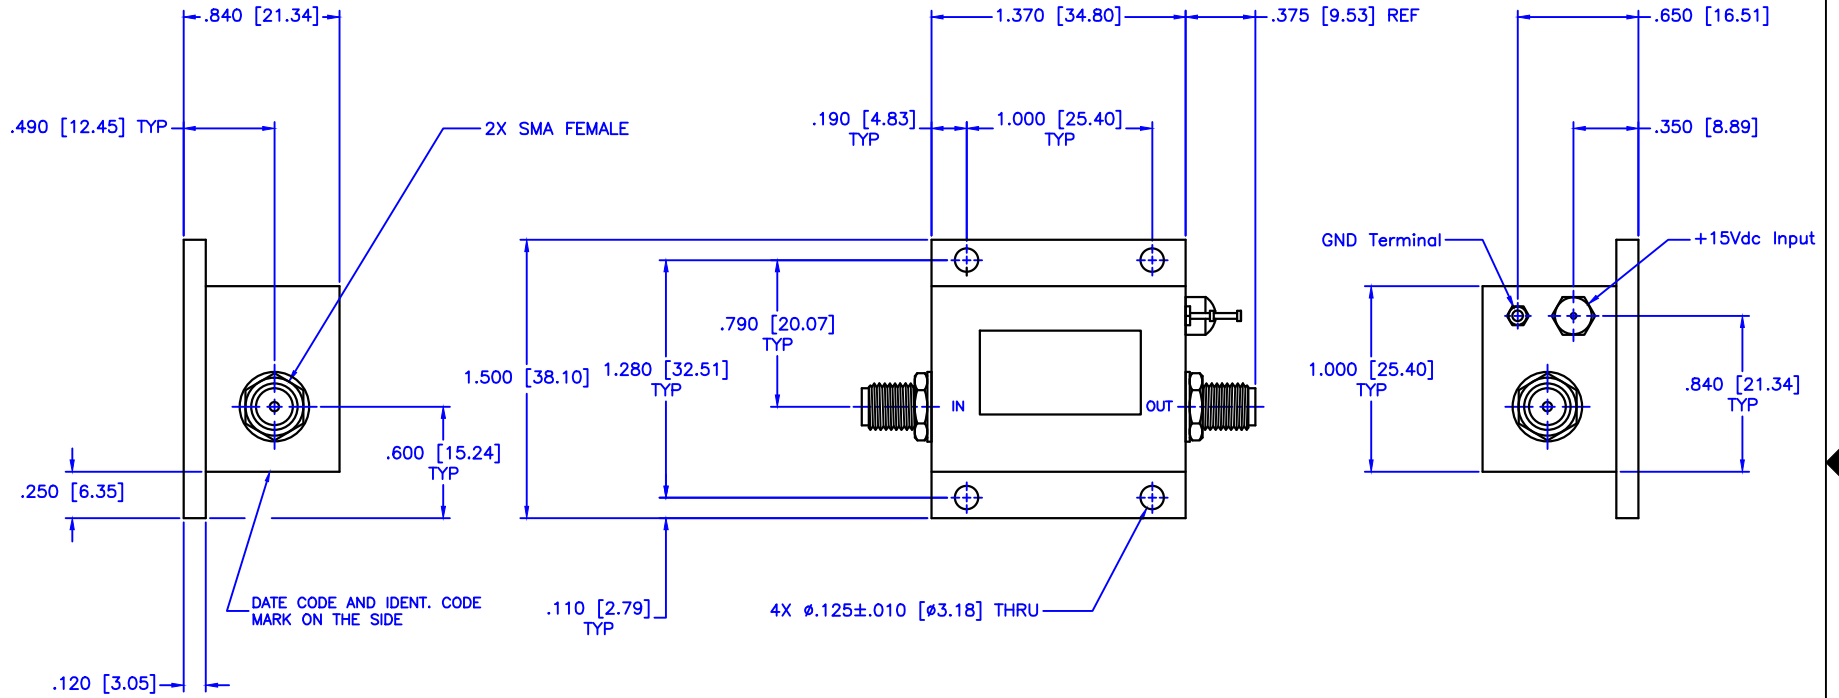 .840 [21.34]
1.370 [34.80]
.375 [9.53] REF
.650 [16.51]
.490 [12.45] TYP
2X SMA FEMALE
.190 [4.83]
TYP
1.000 [25.40]
TYP
.350 [8.89]
GND Terminal
+15Vdc Input
.790 [20.07]
TYP
1.500 [38.10]
1.280 [32.51]
TYP
1.000 [25.40]
TYP
.840 [21.34]
TYP
IN
OUT
.600 [15.24]
TYP
.250 [6.35]
DATE CODE AND IDENT. CODE
MARK ON THE SIDE
.110 [2.79]
TYP
4X ø.125±.010 [ø3.18] THRU
.120 [3.05]